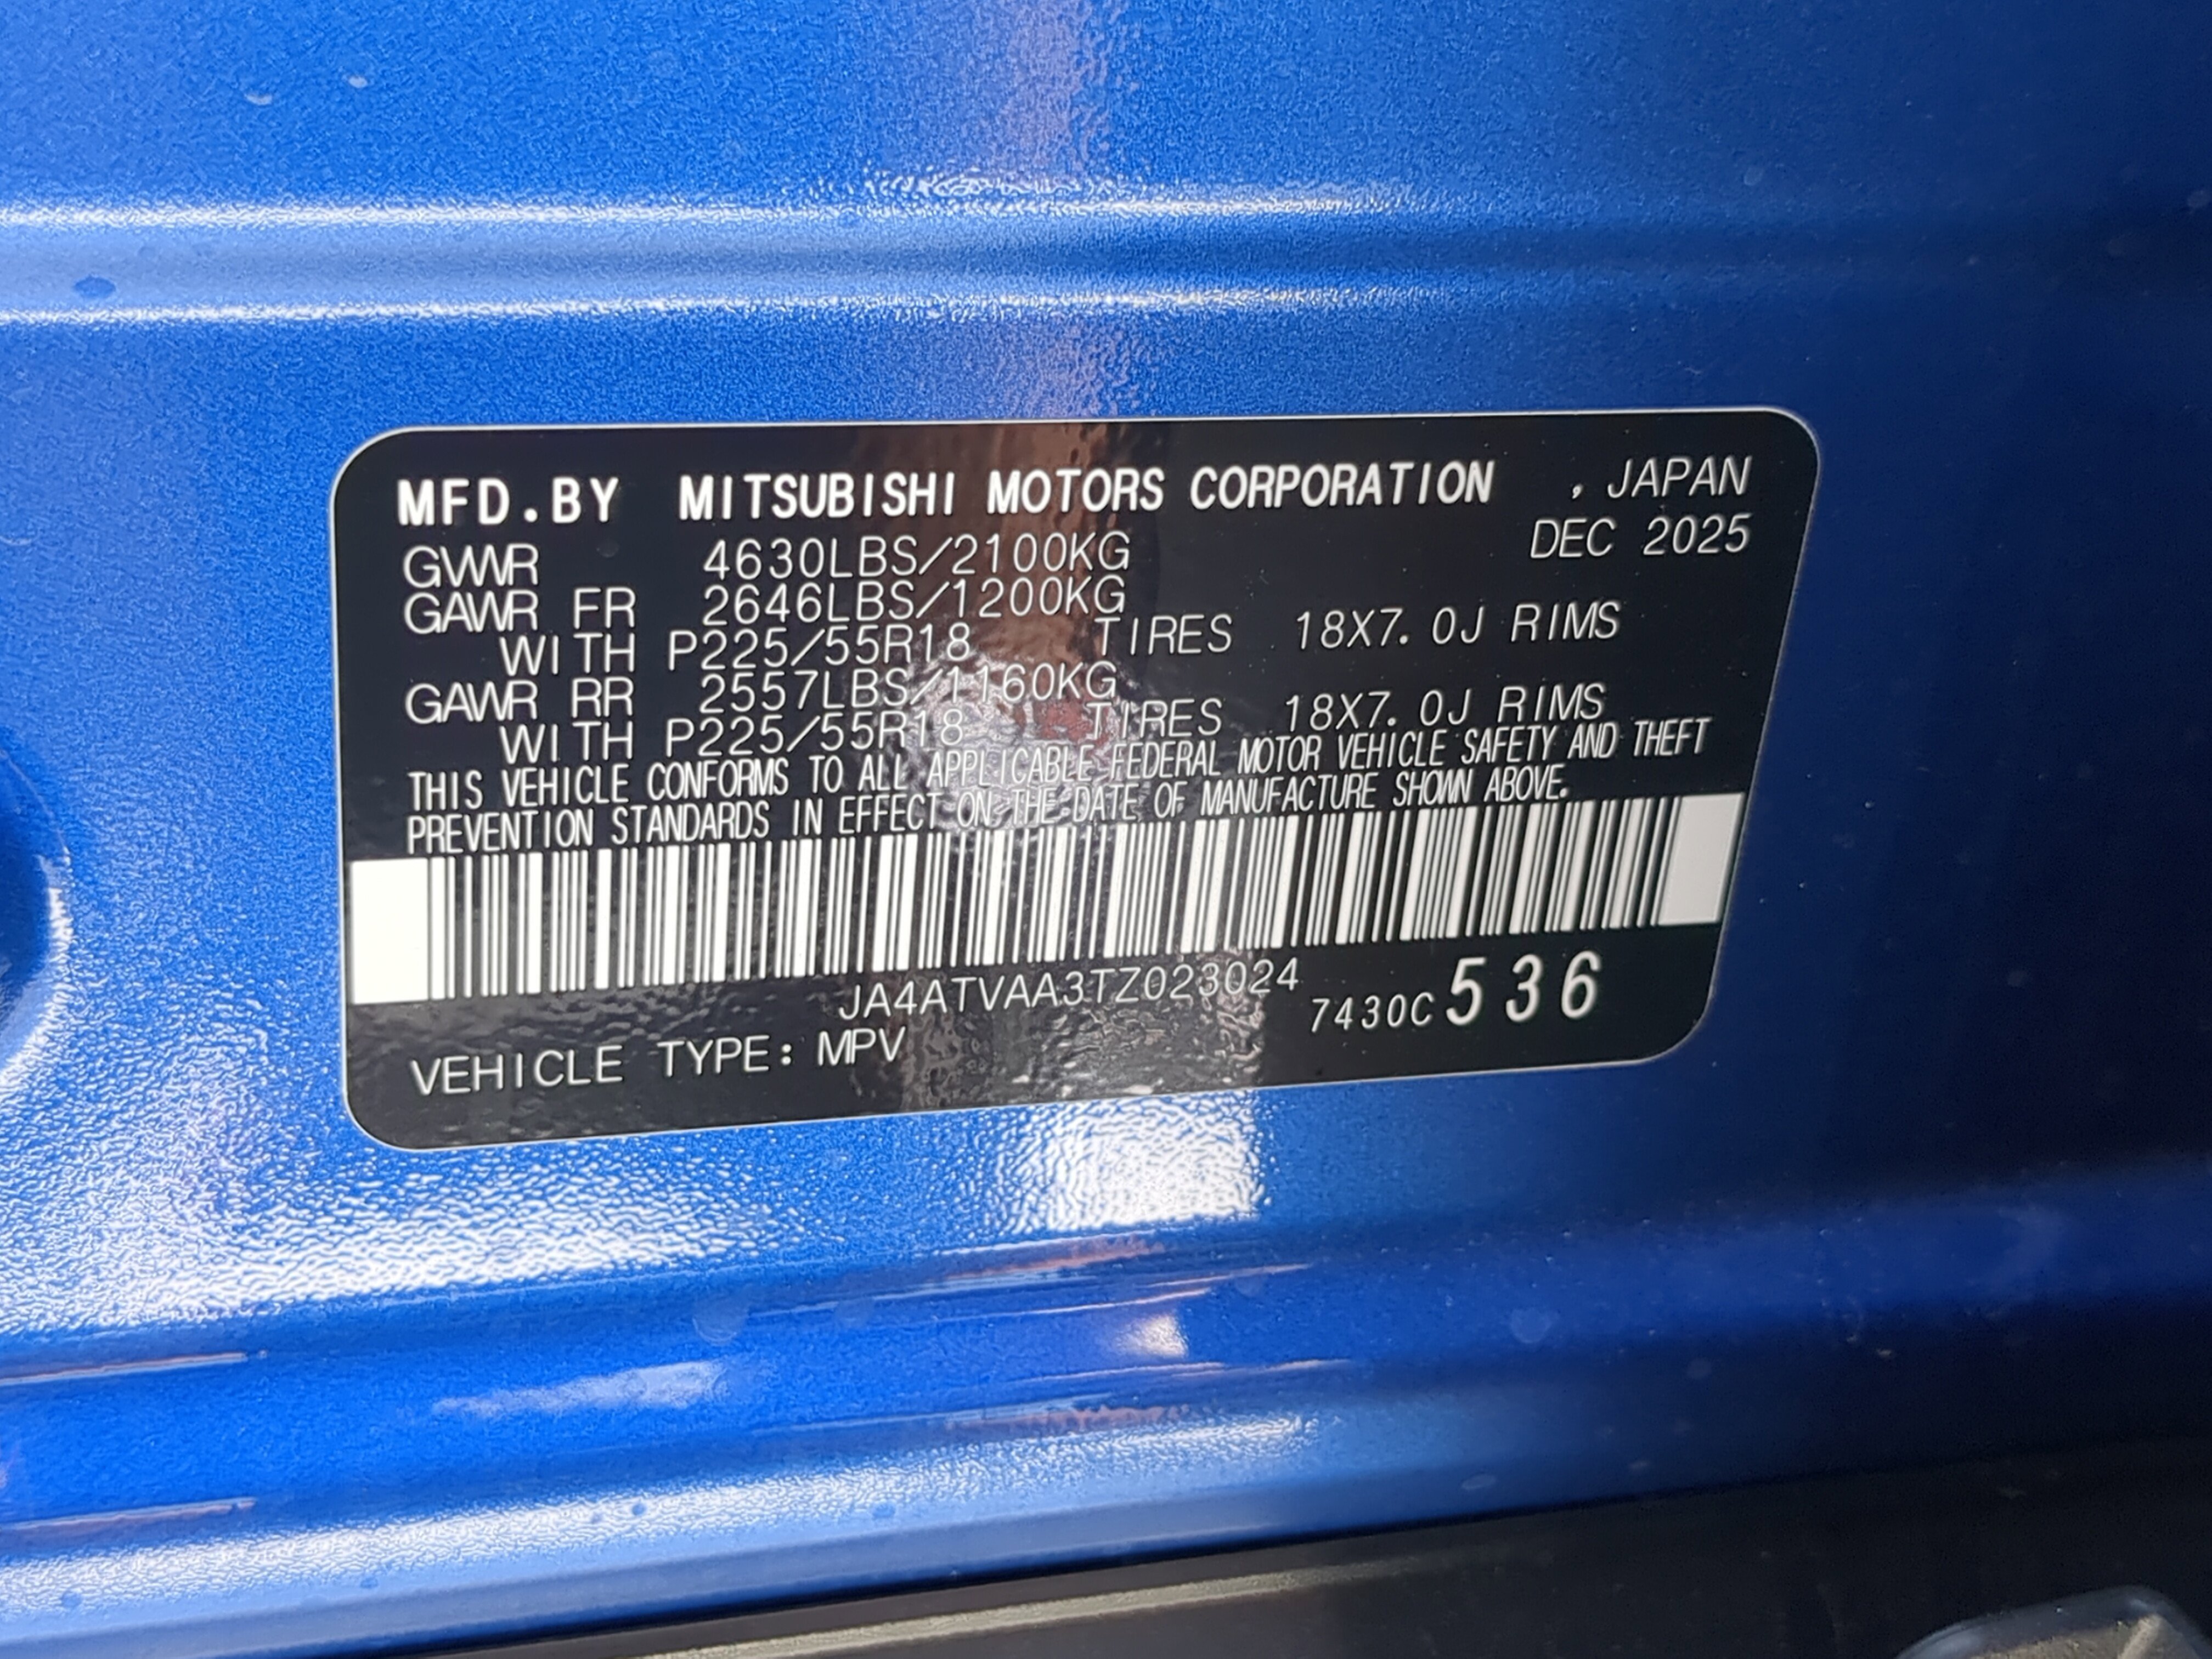 MFD.BY MITSUBISHI MOTORS CORPORATION , JAPAN
DEC 2025
GVWR 4630LBS/2100KG
GAWR FR 2646LBS/1200KG
WITH P225/55R18 TIRES 18X7.0J RIMS
GAWR RR 2557LBS/1160KG
WITH P225/55R18 TIRES 18X7.0J RIMS
THIS VEHICLE CONFORMS TO ALL APPLICABLE FEDERAL MOTOR VEHICLE SAFETY AND THEFT
PREVENTION STANDARDS IN EFFECT ON THE DATE OF MANUFACTURE SHOWN ABOVE.
JA4ATVAA3TZ023024
7430C536
VEHICLE TYPE: MPV